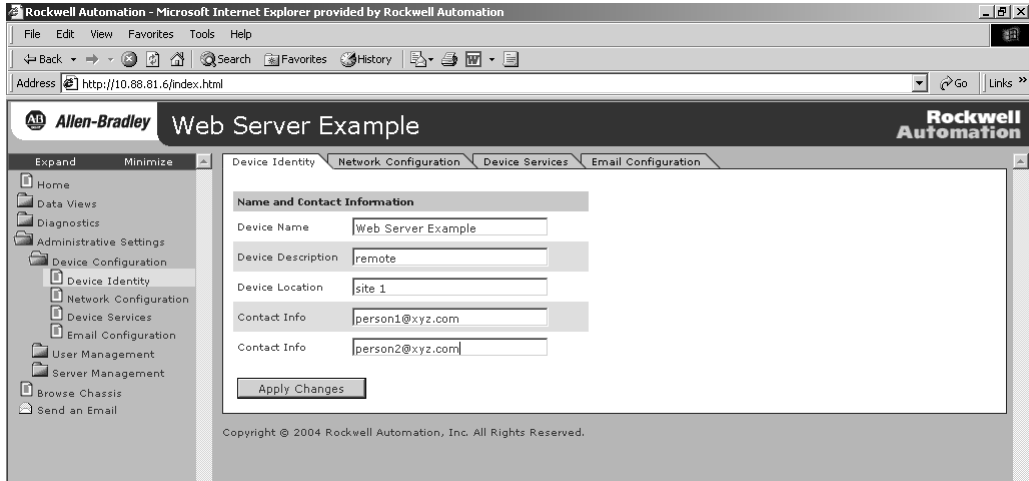 Rockwell Automation - Microsoft Internet Explorer provided by Rockwell Automation
File Edit View Favorites Tools Help
Back Search Favorites History
Address http://10.88.81.6/index.html Go Links »
AB Allen-Bradley Web Server Example Rockwell Automation
Expand Minimize
Home
Data Views
Diagnostics
Administrative Settings
Device Configuration
Device Identity
Network Configuration
Device Services
Email Configuration
User Management
Server Management
Browse Chassis
Send an Email
Device Identity Network Configuration Device Services Email Configuration
Name and Contact Information
Device Name Web Server Example
Device Description remote
Device Location site 1
Contact Info person1@xyz.com
Contact Info person2@xyz.com
Apply Changes
Copyright © 2004 Rockwell Automation, Inc. All Rights Reserved.